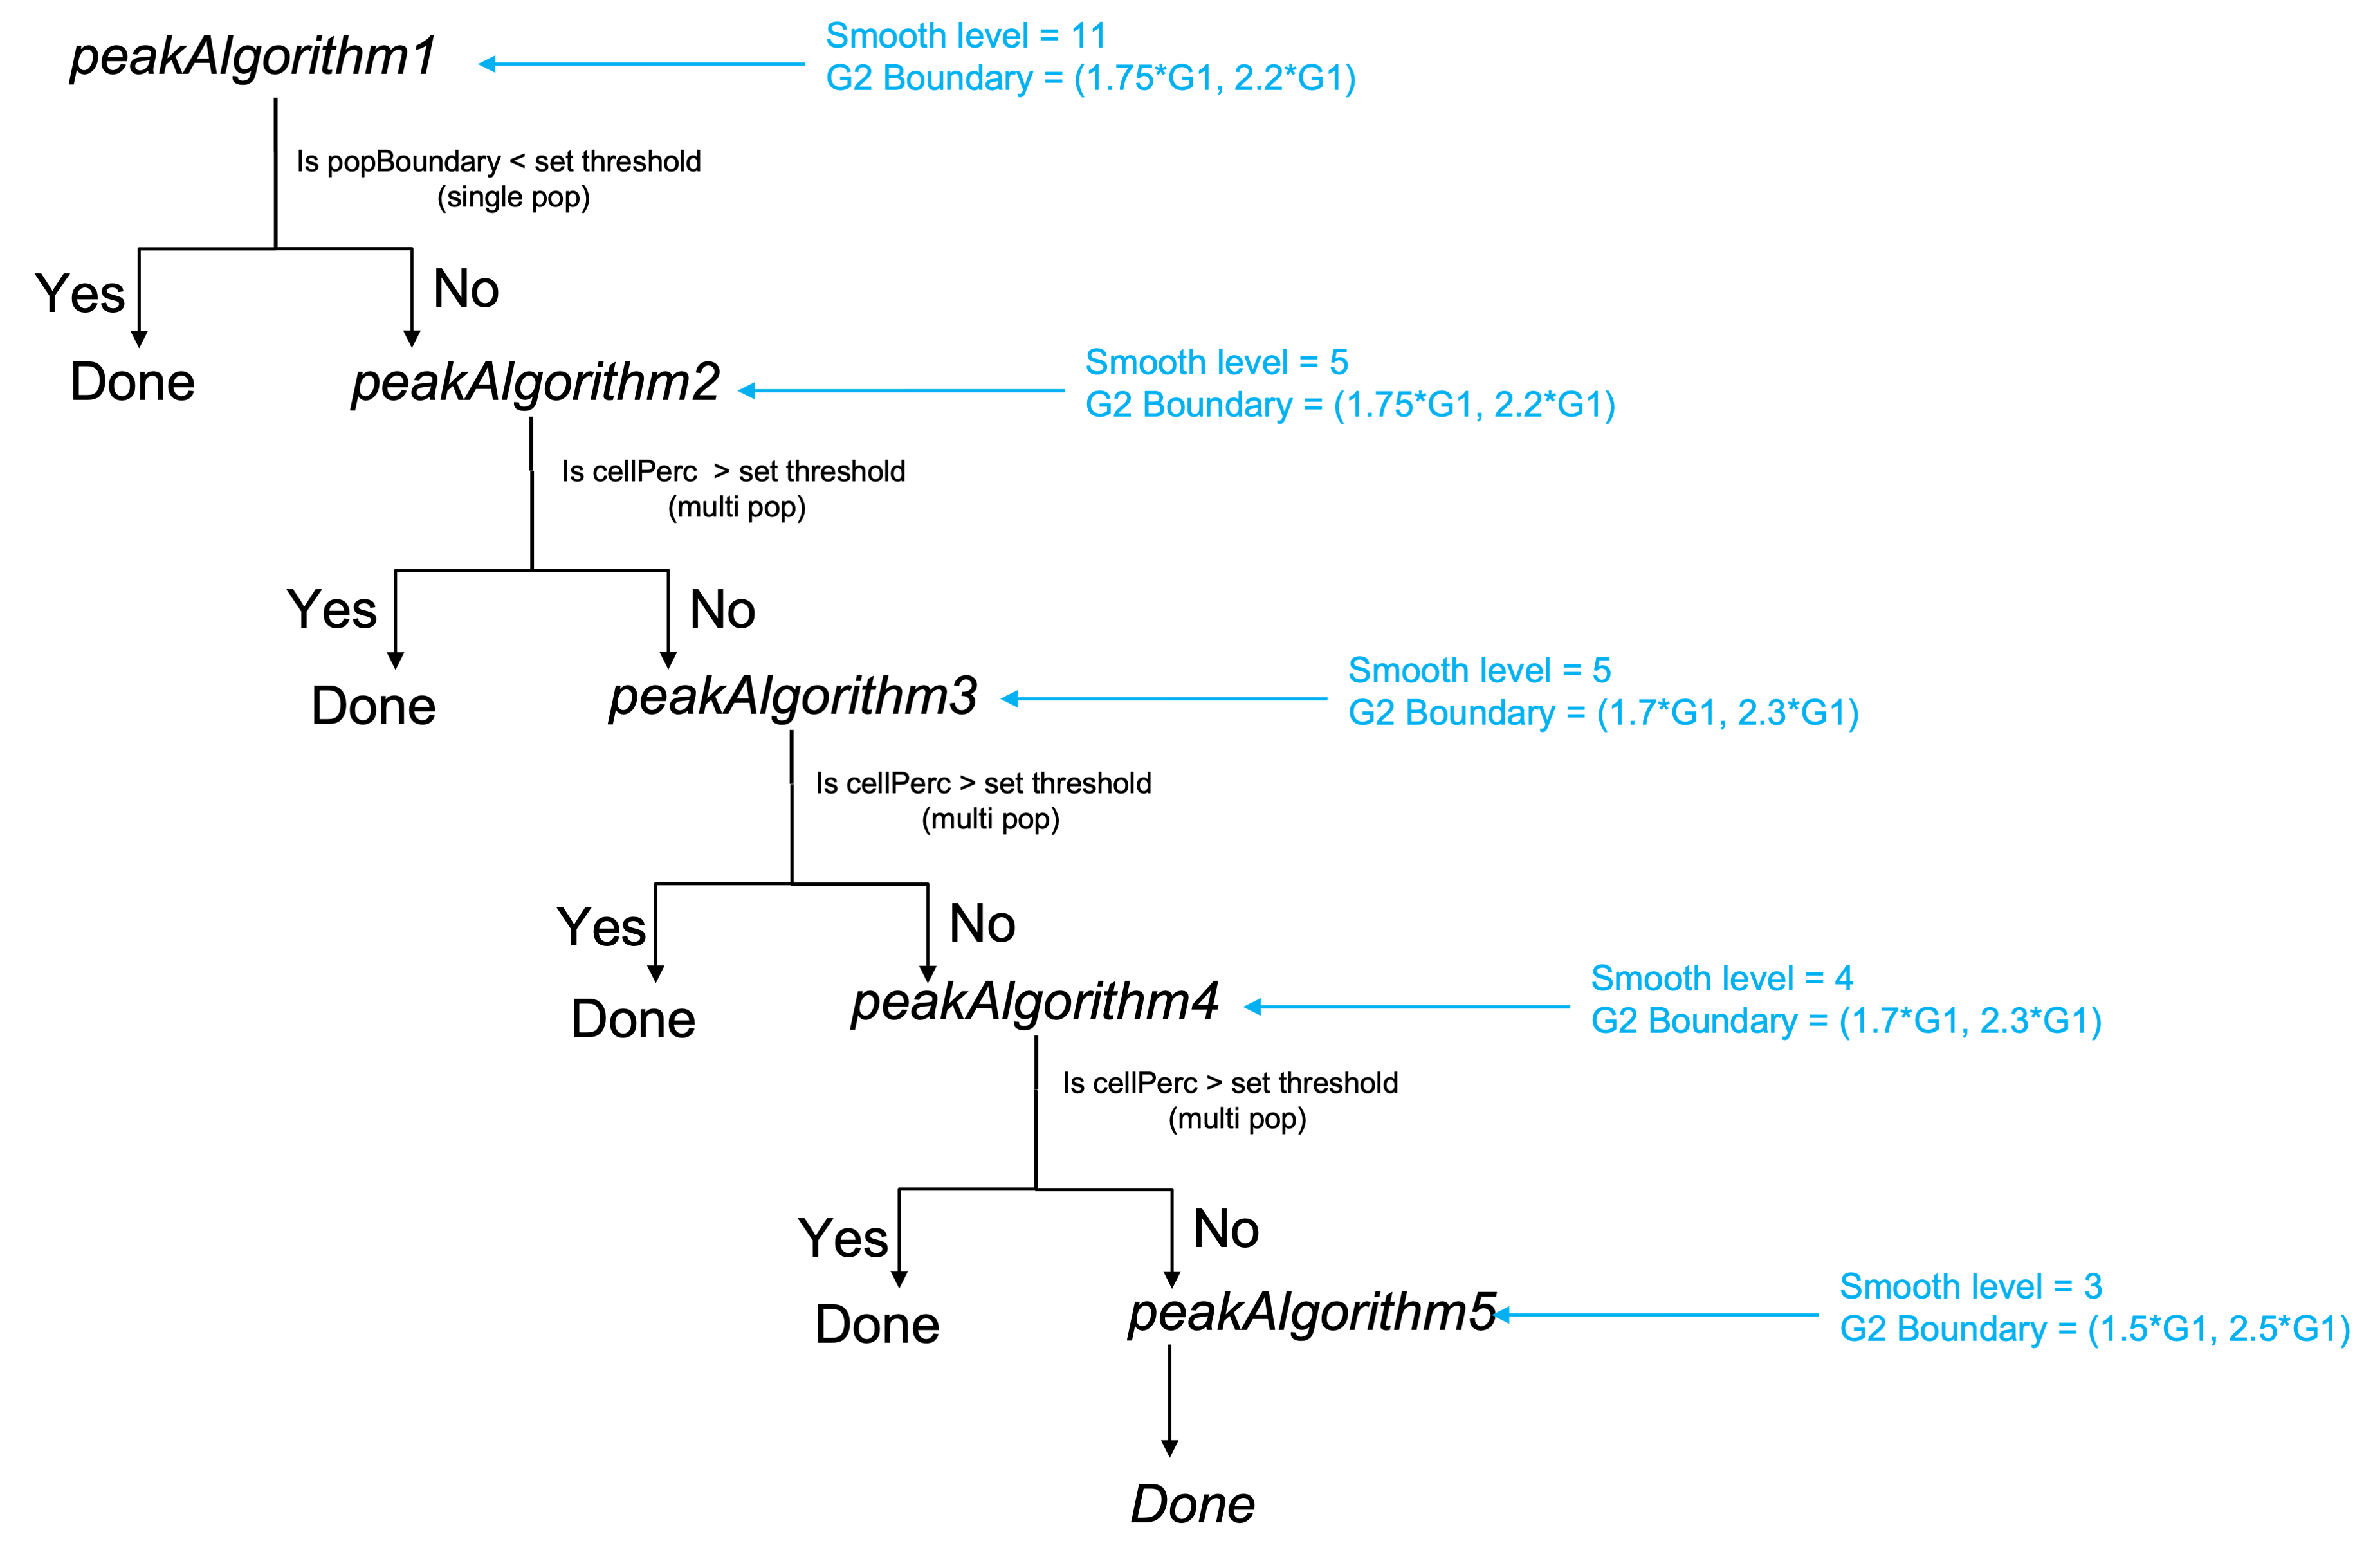 peakAlgorithm1
Smooth level = 11
G2 Boundary = (1.75*G1, 2.2*G1)
Is popBoundary < set threshold
(single pop)
Yes
No
Done
peakAlgorithm2
Smooth level = 5
G2 Boundary = (1.75*G1, 2.2*G1)
Is cellPerc > set threshold
(multi pop)
Yes
No
Done
peakAlgorithm3
Smooth level = 5
G2 Boundary = (1.7*G1, 2.3*G1)
Is cellPerc > set threshold
(multi pop)
Yes
No
Done
peakAlgorithm4
Smooth level = 4
G2 Boundary = (1.7*G1, 2.3*G1)
Is cellPerc > set threshold
(multi pop)
Yes
No
Done
peakAlgorithm5
Smooth level = 3
G2 Boundary = (1.5*G1, 2.5*G1)
Done